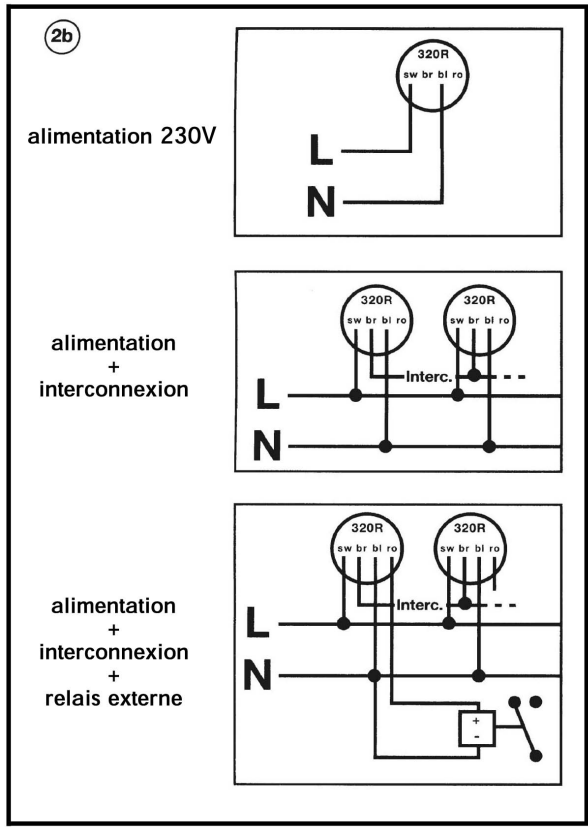 2b
alimentation 230V
320R
sw br bl ro
L
N
alimentation
+
interconnexion
320R 320R
sw br bl ro sw br bl ro
Interc.
L
N
alimentation
+
interconnexion
+
relais externe
320R 320R
sw br bl ro sw br bl ro
Interc.
L
N
+
-